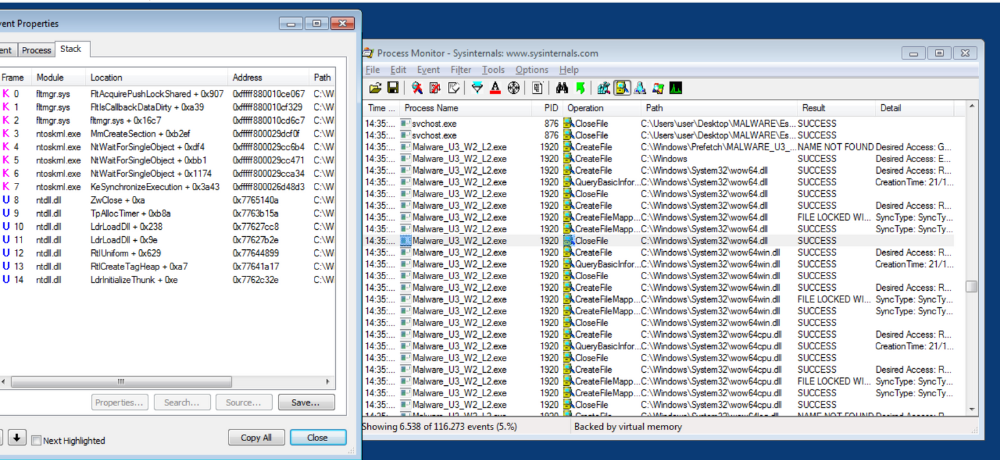 vent Properties
ent Process Stack
Frame Module Location Address Path
K 0 fltmgr.sys FltAcquirePushLockShared + 0x907 0xfffff880010ce067 C:\W
K 1 fltmgr.sys FltIsCallbackDataDirty + 0xa39 0xfffff880010cf329 C:\W
K 2 fltmgr.sys fltmgr.sys + 0x16c7 0xfffff880010cd6c7 C:\W
K 3 ntoskrnl.exe MmCreateSection + 0xb2ef 0xfffff800029dcf0f C:\W
K 4 ntoskrnl.exe NtWaitForSingleObject + 0xdf4 0xfffff800029cc6b4 C:\W
K 5 ntoskrnl.exe NtWaitForSingleObject + 0xbb1 0xfffff800029cc471 C:\W
K 6 ntoskrnl.exe NtWaitForSingleObject + 0x1174 0xfffff800029cca34 C:\W
K 7 ntoskrnl.exe KeSynchronizeExecution + 0x3a43 0xfffff800026d48d3 C:\W
U 8 ntdll.dll ZwClose + 0xa 0x7765140a C:\W
U 9 ntdll.dll TpAllocTimer + 0xb8a 0x7763b15a C:\W
U 10 ntdll.dll LdrLoadDll + 0x238 0x77627cc8 C:\W
U 11 ntdll.dll LdrLoadDll + 0x9e 0x77627b2e C:\W
U 12 ntdll.dll RtlUniform + 0x629 0x77644899 C:\W
U 13 ntdll.dll RtlCreateTagHeap + 0xa7 0x77641a17 C:\W
U 14 ntdll.dll LdrInitializeThunk + 0xe 0x7762c32e C:\W
Properties... Search... Source... Save...
Next Highlighted Copy All Close
Process Monitor - Sysinternals: www.sysinternals.com
File Edit Event Filter Tools Options Help
Time ... Process Name PID Operation Path Result Detail
14:35:... svchost.exe 876 CloseFile C:\Users\user\Desktop\MALWARE\Es... SUCCESS
14:35:... svchost.exe 876 CloseFile C:\Users\user\Desktop\MALWARE\Es... SUCCESS
14:35:... Malware_U3_W2_L2.exe 1920 CreateFile C:\Windows\Prefetch\MALWARE_U3_... NAME NOT FOUND Desired Access: G...
14:35:... Malware_U3_W2_L2.exe 1920 CreateFile C:\Windows SUCCESS Desired Access: E...
14:35:... Malware_U3_W2_L2.exe 1920 CreateFile C:\Windows\System32\wow64.dll SUCCESS Desired Access: R...
14:35:... Malware_U3_W2_L2.exe 1920 QueryBasicInfor... C:\Windows\System32\wow64.dll SUCCESS CreationTime: 21/1...
14:35:... Malware_U3_W2_L2.exe 1920 CloseFile C:\Windows\System32\wow64.dll SUCCESS
14:35:... Malware_U3_W2_L2.exe 1920 CreateFile C:\Windows\System32\wow64.dll SUCCESS Desired Access: R...
14:35:... Malware_U3_W2_L2.exe 1920 CreateFileMapp... C:\Windows\System32\wow64.dll FILE LOCKED WI... SyncType: SyncTy...
14:35:... Malware_U3_W2_L2.exe 1920 CreateFileMapp... C:\Windows\System32\wow64.dll SUCCESS SyncType: SyncTy...
14:35:... Malware_U3_W2_L2.exe 1920 CloseFile C:\Windows\System32\wow64.dll SUCCESS
14:35:... Malware_U3_W2_L2.exe 1920 CreateFile C:\Windows\System32\wow64win.dll SUCCESS Desired Access: R...
14:35:... Malware_U3_W2_L2.exe 1920 QueryBasicInfor... C:\Windows\System32\wow64win.dll SUCCESS CreationTime: 21/1...
14:35:... Malware_U3_W2_L2.exe 1920 CloseFile C:\Windows\System32\wow64win.dll SUCCESS
14:35:... Malware_U3_W2_L2.exe 1920 CreateFile C:\Windows\System32\wow64win.dll SUCCESS Desired Access: R...
14:35:... Malware_U3_W2_L2.exe 1920 CreateFileMapp... C:\Windows\System32\wow64win.dll FILE LOCKED WI... SyncType: SyncTy...
14:35:... Malware_U3_W2_L2.exe 1920 CreateFileMapp... C:\Windows\System32\wow64win.dll SUCCESS SyncType: SyncTy...
14:35:... Malware_U3_W2_L2.exe 1920 CloseFile C:\Windows\System32\wow64win.dll SUCCESS
14:35:... Malware_U3_W2_L2.exe 1920 CreateFile C:\Windows\System32\wow64cpu.dll SUCCESS Desired Access: R...
14:35:... Malware_U3_W2_L2.exe 1920 QueryBasicInfor... C:\Windows\System32\wow64cpu.dll SUCCESS CreationTime: 21/1...
14:35:... Malware_U3_W2_L2.exe 1920 CloseFile C:\Windows\System32\wow64cpu.dll SUCCESS
14:35:... Malware_U3_W2_L2.exe 1920 CreateFile C:\Windows\System32\wow64cpu.dll SUCCESS Desired Access: R...
14:35:... Malware_U3_W2_L2.exe 1920 CreateFileMapp... C:\Windows\System32\wow64cpu.dll FILE LOCKED WI... SyncType: SyncTy...
14:35:... Malware_U3_W2_L2.exe 1920 CreateFileMapp... C:\Windows\System32\wow64cpu.dll SUCCESS SyncType: SyncTy...
14:35:... Malware_U3_W2_L2.exe 1920 CloseFile C:\Windows\System32\wow64cpu.dll SUCCESS
14:35:... Malware_U3_W2_L2.exe 1920 CreateFile C:\Windows\System32\wow64log.dll NAME NOT FOUND Desired Access: R...
Showing 6.538 of 116.273 events (5.%) Backed by virtual memory